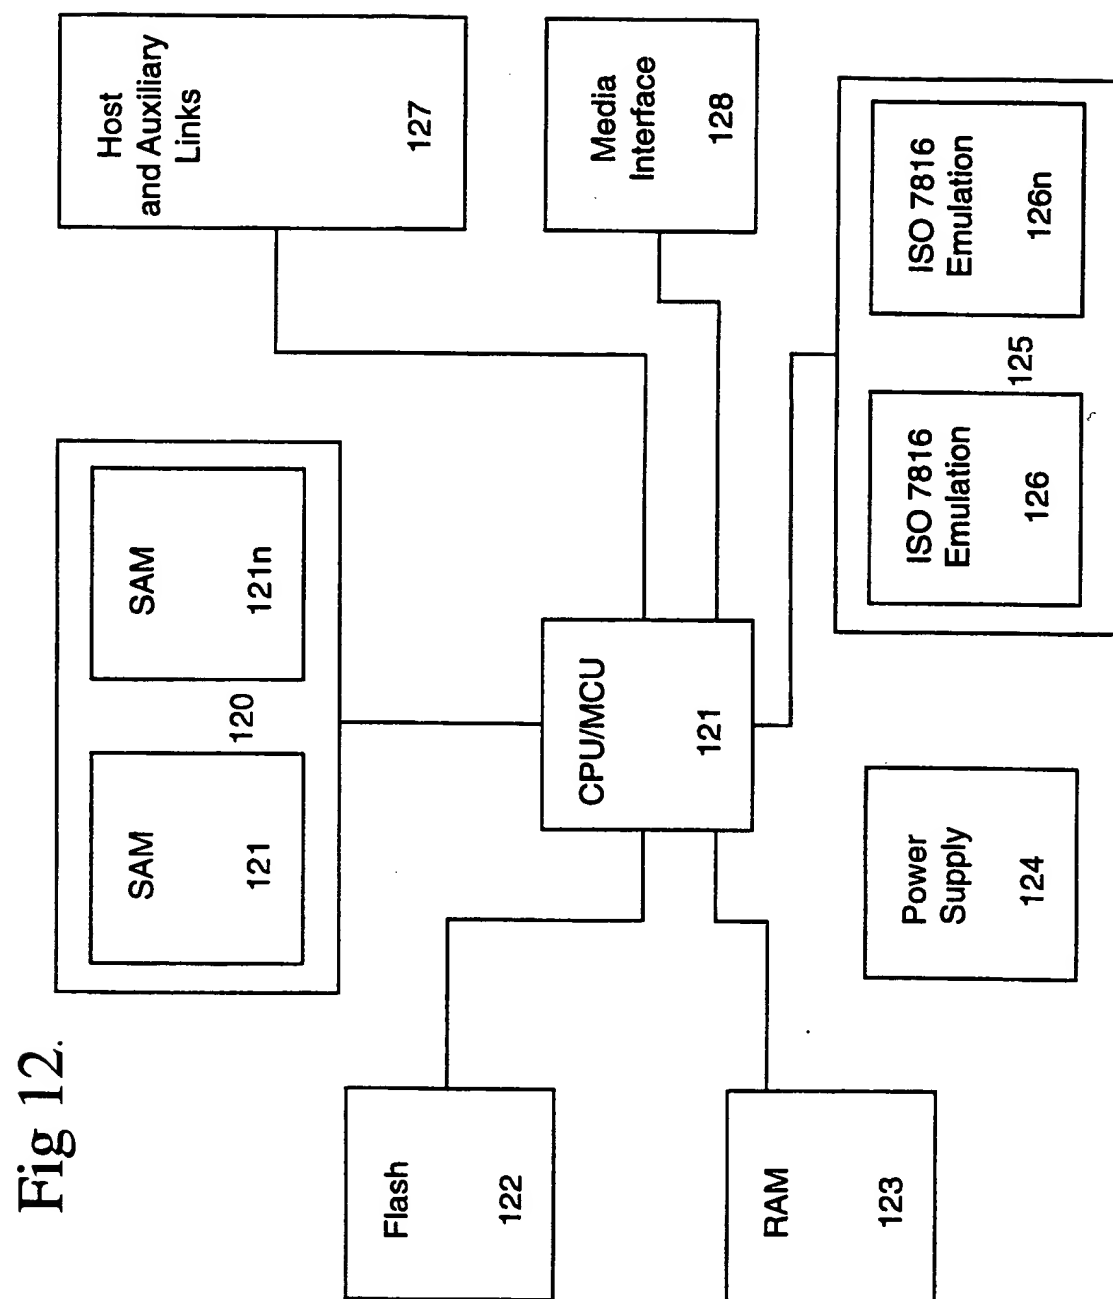 Fig 12.
SAM
121
120
SAM
121n
Host
and Auxiliary
Links
127
Flash
122
CPU/MCU
121
Media
Interface
128
RAM
123
Power
Supply
124
ISO 7816
Emulation
126
125
ISO 7816
Emulation
126n